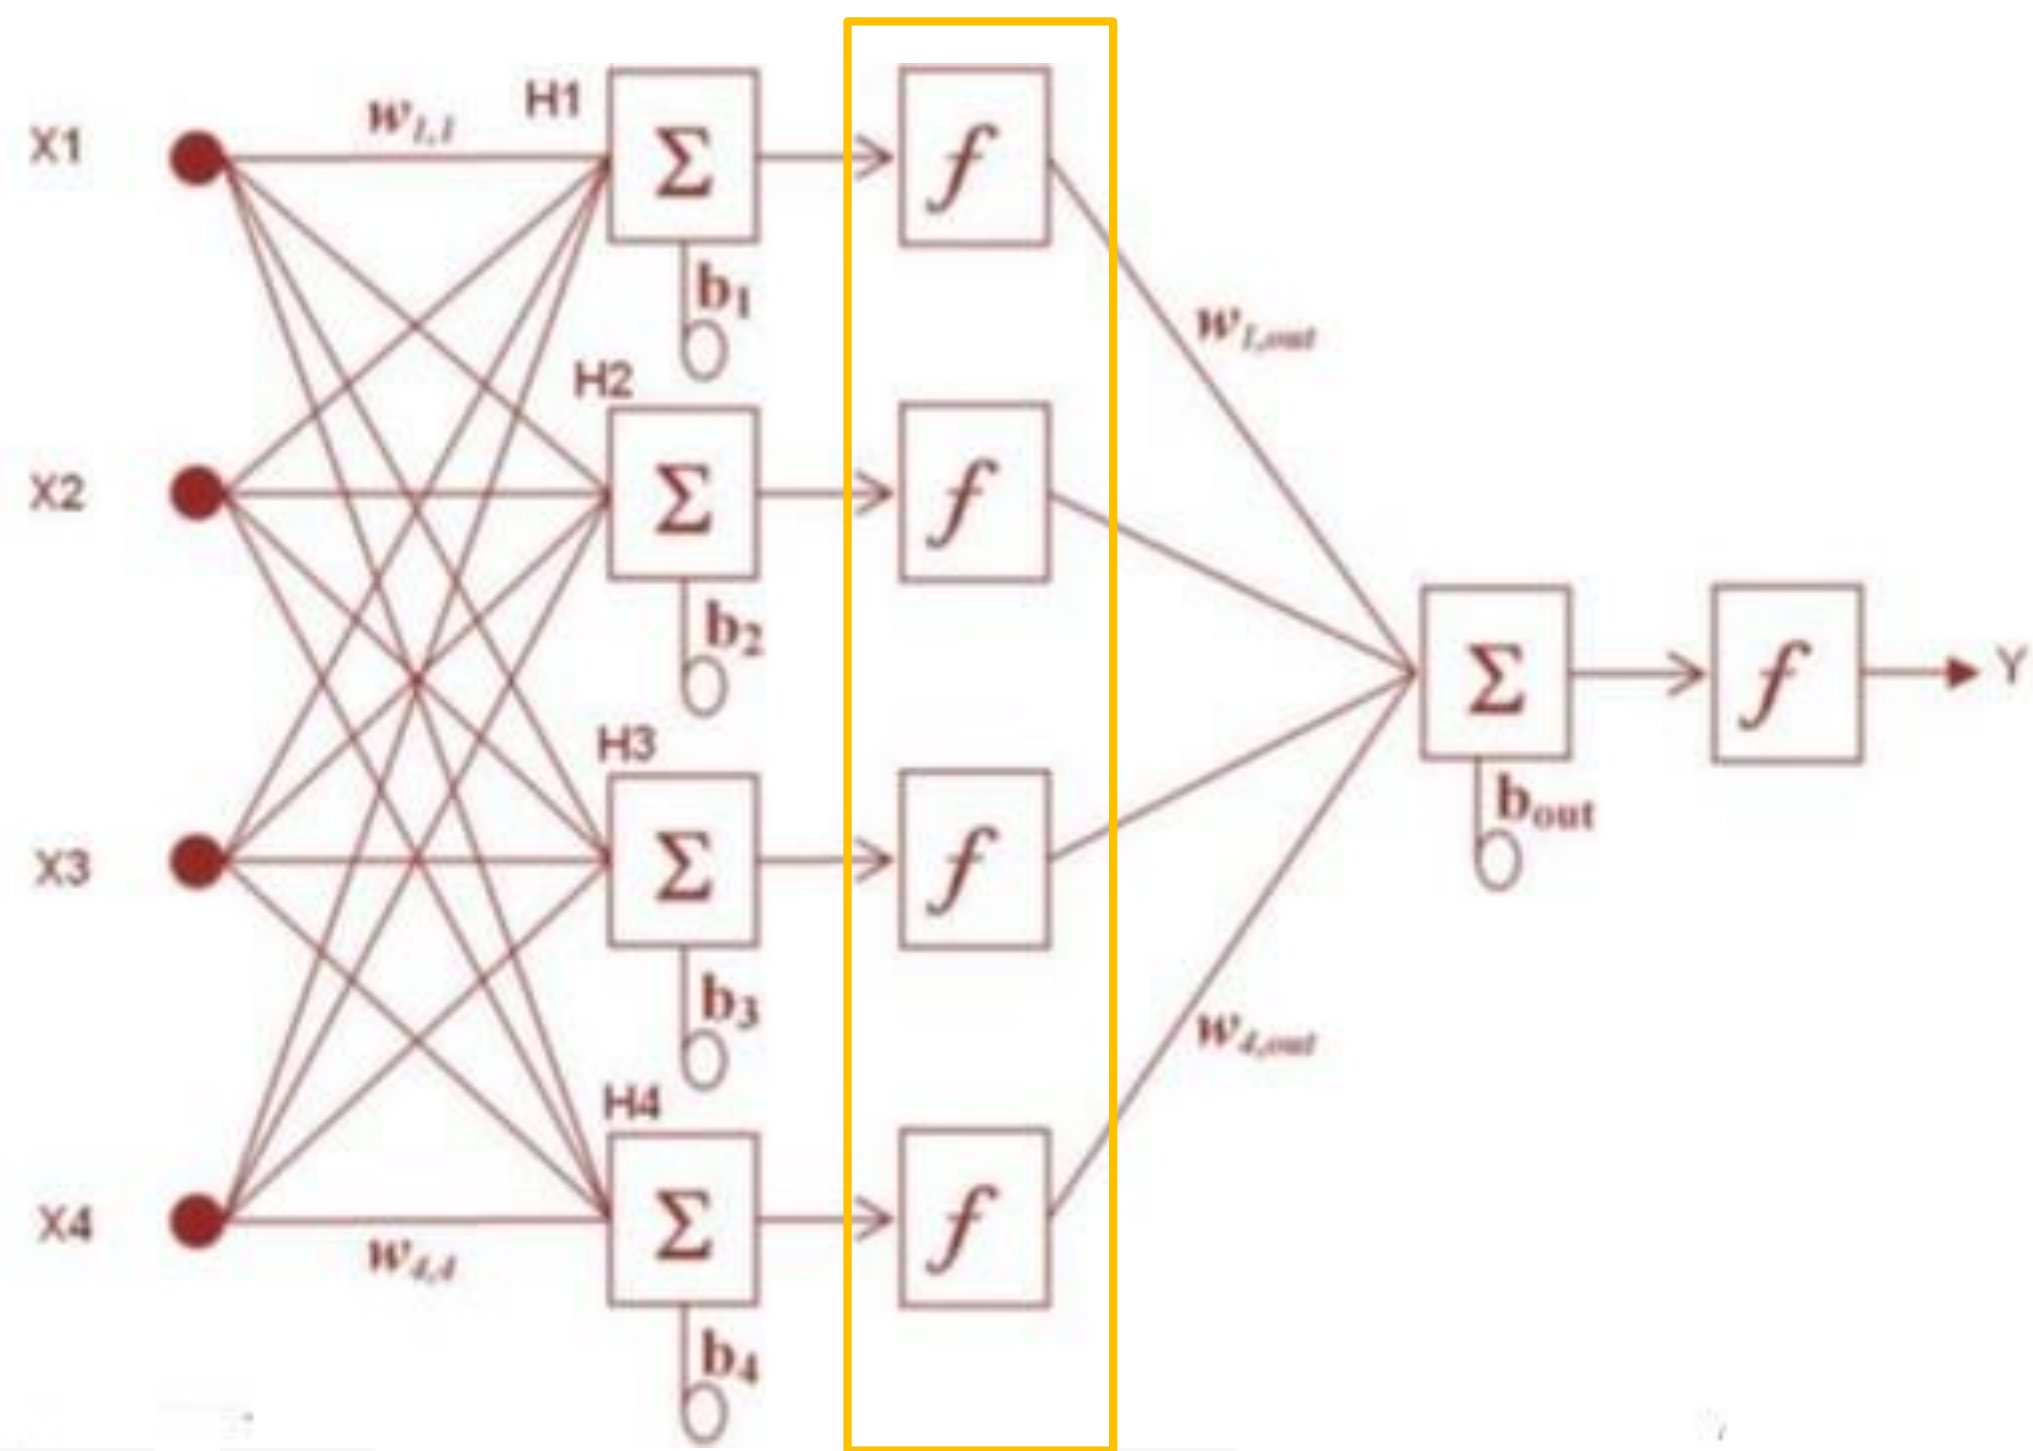 X1 w1,1 H1 Σ f
b1
w1,out
H2
X2 Σ f
b2
Σ f Y
H3
bout
X3 Σ f
b3
w4,out
H4
X4 Σ f
w4,4
b4